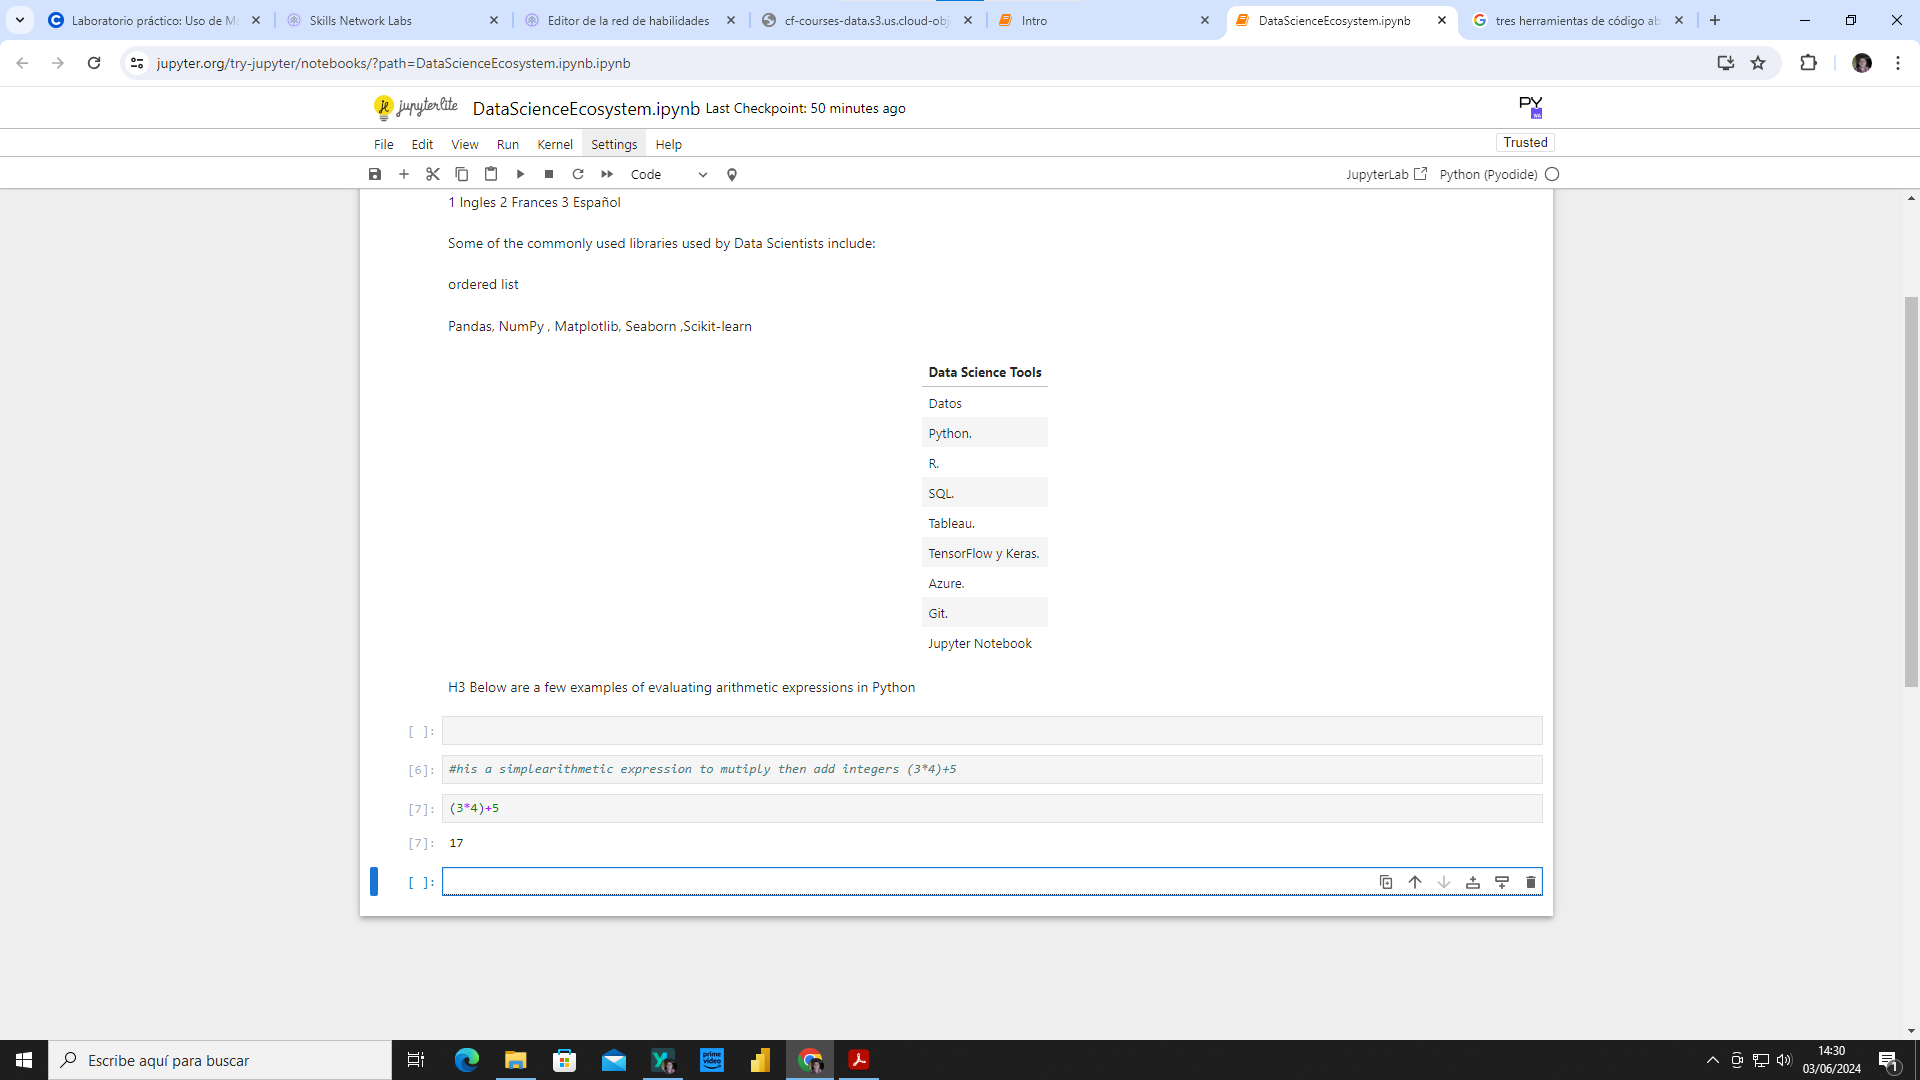 Laboratorio práctico: Uso de M
Skills Network Labs
Editor de la red de habilidades
cf-courses-data.s3.us.cloud-obj
Intro
DataScienceEcosystem.ipynb
tres herramientas de código ab
jupyter.org/try-jupyter/notebooks/?path=DataScienceEcosystem.ipynb.ipynb
jupyterlite DataScienceEcosystem.ipynb Last Checkpoint: 50 minutes ago
PY
File Edit View Run Kernel Settings Help
Trusted
Code
JupyterLab Python (Pyodide)
1 Ingles 2 Frances 3 Español
Some of the commonly used libraries used by Data Scientists include:
ordered list
Pandas, NumPy , Matplotlib, Seaborn ,Scikit-learn
Data Science Tools
Datos
Python.
R.
SQL.
Tableau.
TensorFlow y Keras.
Azure.
Git.
Jupyter Notebook
H3 Below are a few examples of evaluating arithmetic expressions in Python
[ ]:
[6]: #his a simplearithmetic expression to mutiply then add integers (3*4)+5
[7]: (3*4)+5
[7]: 17
[ ]:
Escribe aquí para buscar
prime video
14:30
03/06/2024
1